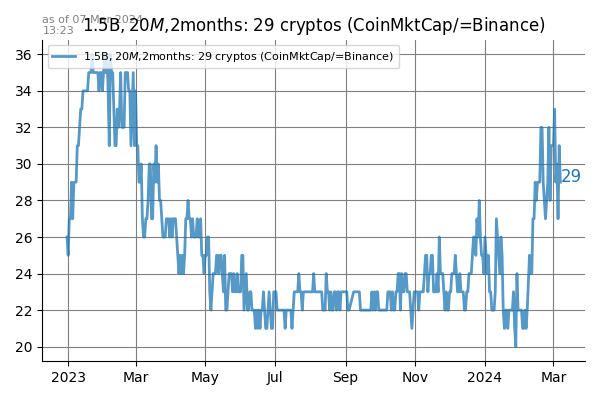 as of 07-Mar-2024
13:23
1.5B,20M,2months: 29 cryptos (CoinMktCap/=Binance)
1.5B,20M,2months: 29 cryptos (CoinMktCap/=Binance)
36
34
32
30
29
28
26
24
22
20
2023 Mar May Jul Sep Nov 2024 Mar